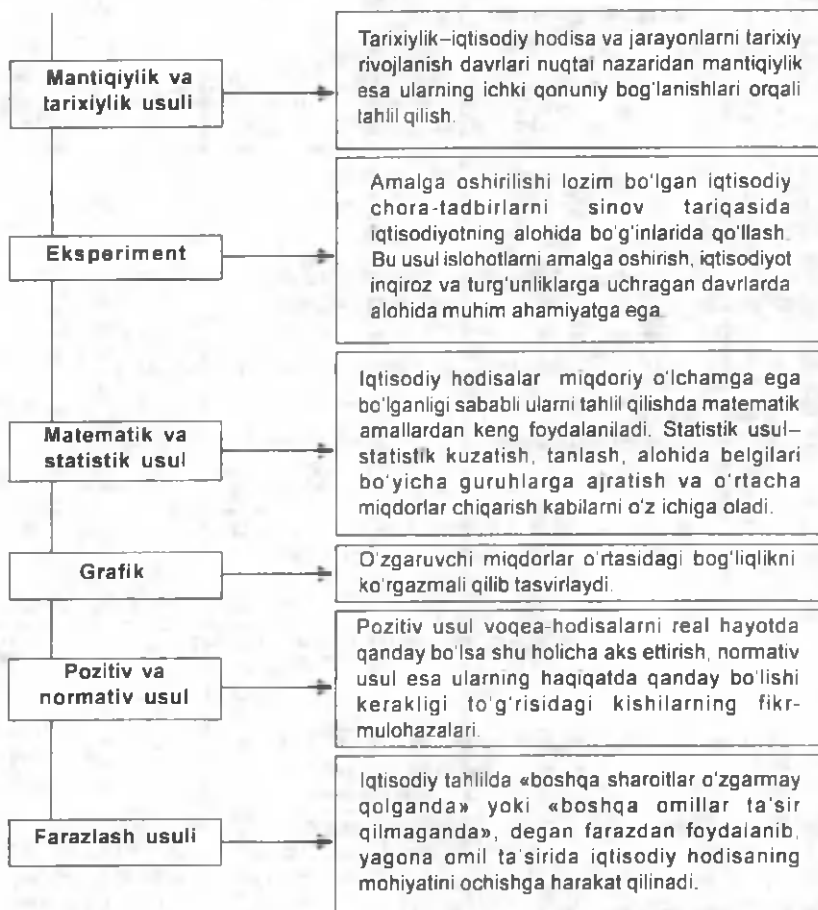 Mantiqiylik va
tarixiylik usuli
Tarixiylik–iqtisodiy hodisa va jarayonlarni tarixiy
rivojlanish davrlari nuqtai nazaridan mantiqiylik
esa ularning ichki qonuniy bog'lanishlari orqali
tahlil qilish.
Eksperiment
Amalga oshirilishi lozim bo'lgan iqtisodiy
chora-tadbirlarni sinov tariqasida
iqtisodiyotning alohida bo'g'inlarida qo'llash.
Bu usul islohotlarni amalga oshirish, iqtisodiyot
inqiroz va turg'unliklarga uchragan davrlarda
alohida muhim ahamiyatga ega.
Matematik va
statistik usul
Iqtisodiy hodisalar miqdoriy o'lchamga ega
bo'lganligi sababli ularni tahlil qilishda matematik
amallardan keng foydalaniladi. Statistik usul–
statistik kuzatish, tanlash, alohida belgilari
bo'yicha guruhlarga ajratish va o'rtacha
miqdorlar chiqarish kabilarni o'z ichiga oladi.
Grafik
O'zgaruvchi miqdorlar o'rtasidagi bog'liqlikni
ko'rgazmali qilib tasvirlaydi.
Pozitiv va
normativ usul
Pozitiv usul voqea-hodisalarni real hayotda
qanday bo'lsa shu holicha aks ettirish, normativ
usul esa ularning haqiqatda qanday bo'lishi
kerakligi to'g'risidagi kishilarning fikr-
mulohazalari.
Farazlash usuli
Iqtisodiy tahlilda «boshqa sharoitlar o'zgarmay
qolganda» yoki «boshqa omillar ta'sir
qilmaganda», degan farazdan foydalanib,
yagona omil ta'sirida iqtisodiy hodisaning
mohiyatini ochishga harakat qilinadi.